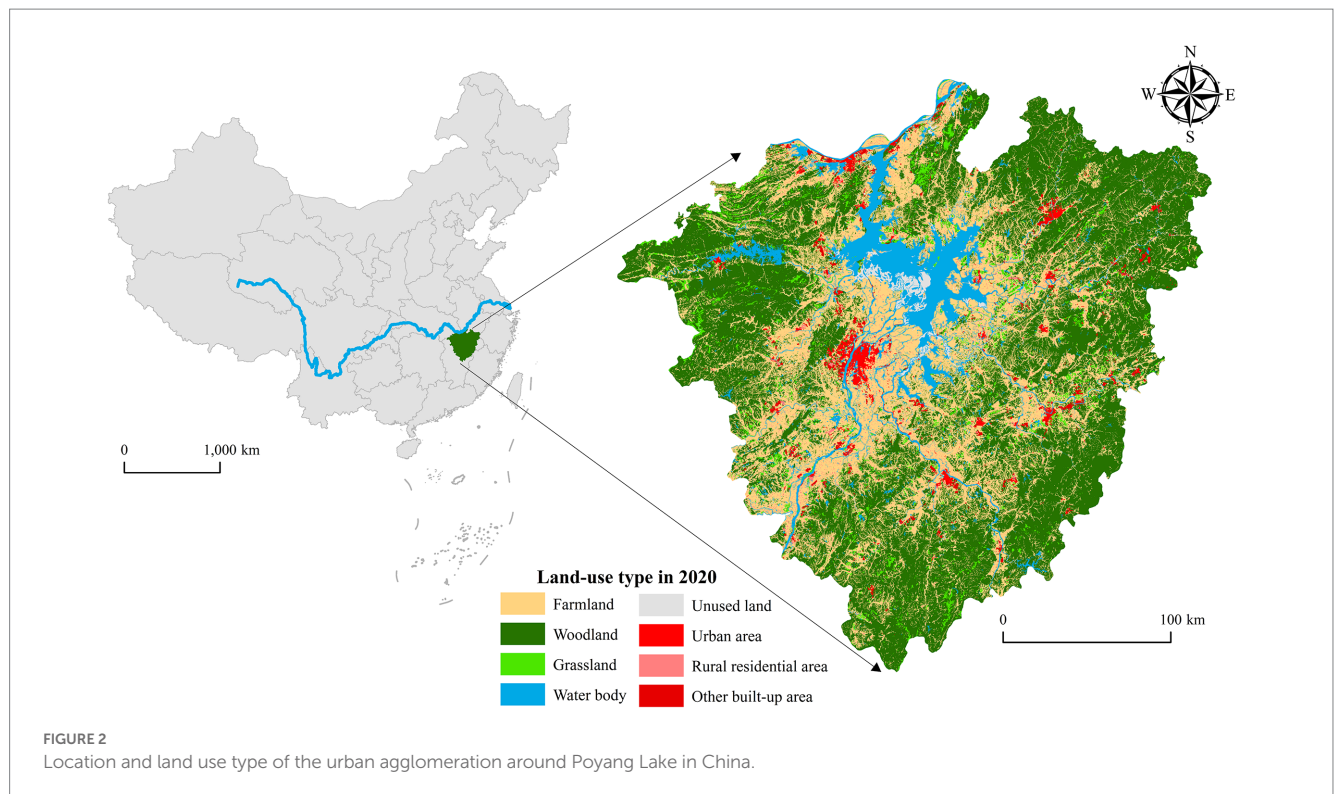 N
W E
S
0 1,000 km
Land-use type in 2020
Farmland Unused land
Woodland Urban area
Grassland Rural residential area
Water body Other built-up area
0 100 km
FIGURE 2
Location and land use type of the urban agglomeration around Poyang Lake in China.